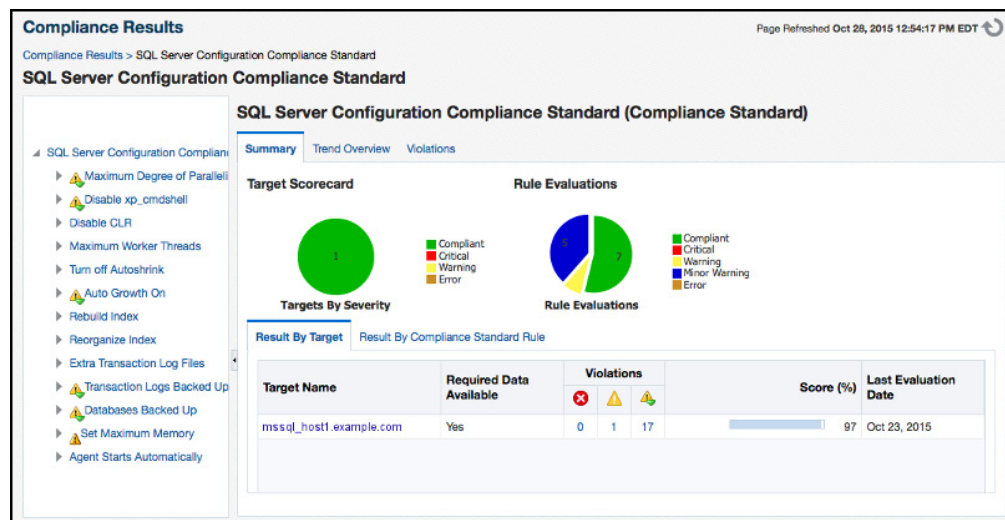 Compliance Results
Page Refreshed Oct 28, 2015 12:54:17 PM EDT
Compliance Results > SQL Server Configuration Compliance Standard
SQL Server Configuration Compliance Standard
SQL Server Configuration Complian
Maximum Degree of Paralleli
Disable xp_cmdshell
Disable CLR
Maximum Worker Threads
Turn off Autoshrink
Auto Growth On
Rebuild Index
Reorganize Index
Extra Transaction Log Files
Transaction Logs Backed Up
Databases Backed Up
Set Maximum Memory
Agent Starts Automatically
SQL Server Configuration Compliance Standard (Compliance Standard)
Summary Trend Overview Violations
Target Scorecard
1
Compliant
Critical
Warning
Error
Targets By Severity
Rule Evaluations
5
7
Compliant
Critical
Warning
Minor Warning
Error
Rule Evaluations
Result By Target Result By Compliance Standard Rule
Target Name Required Data Available Violations Score (%) Last Evaluation Date
mssql_host1.example.com Yes 0 1 17 97 Oct 23, 2015